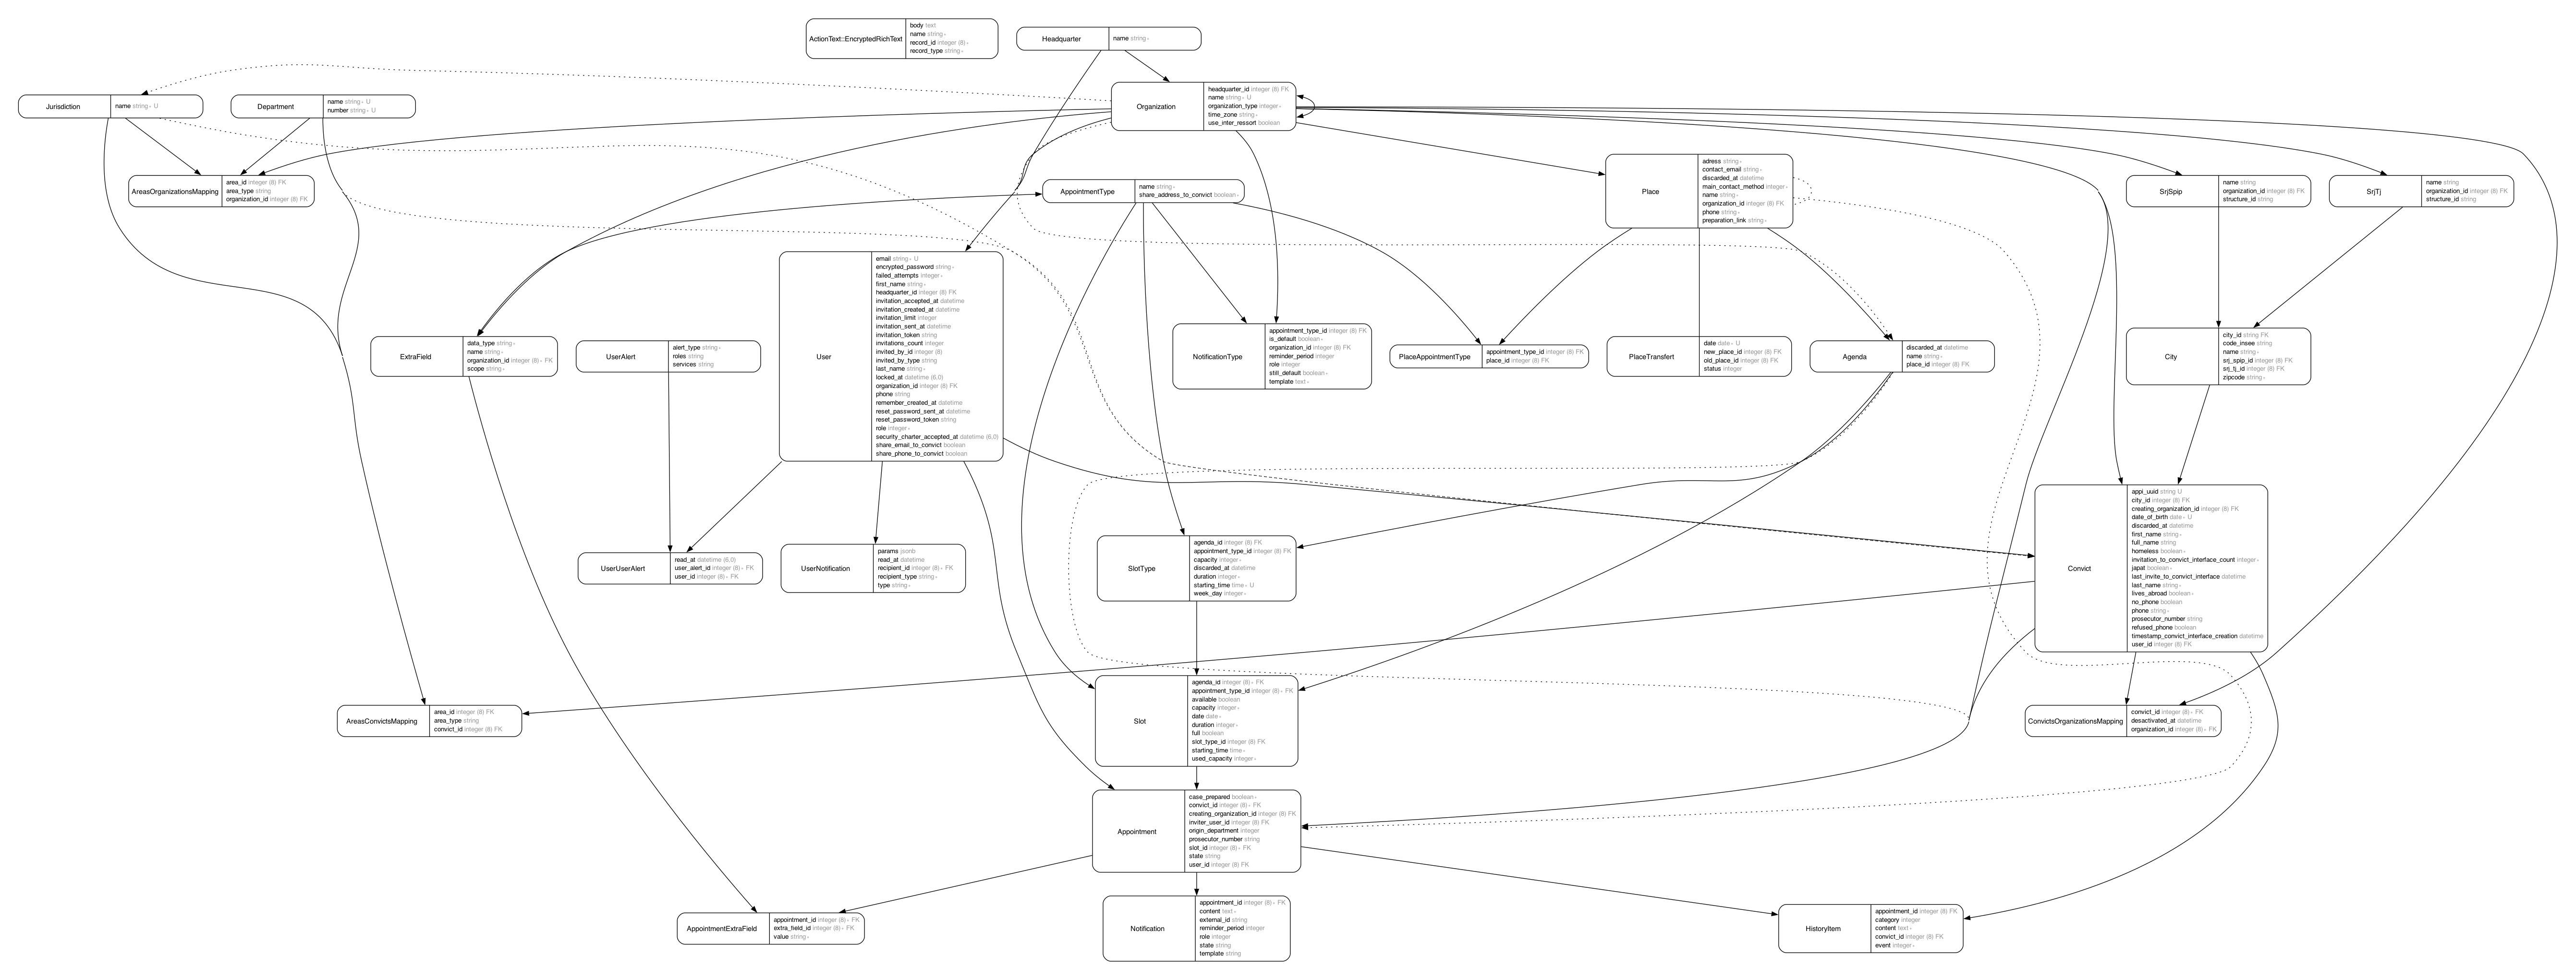 ActionText::EncryptedRichText
body text
name string ∗
record_id integer (8) ∗
record_type string ∗
Headquarter
name string ∗
Jurisdiction
name string ∗ U
Department
name string ∗ U
number string ∗ U
Organization
headquarter_id integer (8) FK
name string ∗ U
organization_type integer ∗
time_zone string ∗
use_inter_ressort boolean
AreasOrganizationsMapping
area_id integer (8) FK
area_type string
organization_id integer (8) FK
AppointmentType
name string ∗
share_address_to_convict boolean ∗
Place
adress string ∗
contact_email string ∗
discarded_at datetime
main_contact_method integer ∗
name string ∗
organization_id integer (8) FK
phone string ∗
preparation_link string ∗
SrjSpip
name string
organization_id integer (8) FK
structure_id string
SrjTj
name string
organization_id integer (8) FK
structure_id string
User
email string ∗ U
encrypted_password string ∗
failed_attempts integer ∗
first_name string ∗
headquarter_id integer (8) FK
invitation_accepted_at datetime
invitation_created_at datetime
invitation_limit integer
invitation_sent_at datetime
invitation_token string
invitations_count integer
invited_by_id integer (8)
invited_by_type string
last_name string ∗
locked_at datetime (6,0)
organization_id integer (8) FK
phone string
remember_created_at datetime
reset_password_sent_at datetime
reset_password_token string
role integer ∗
security_charter_accepted_at datetime (6,0)
share_email_to_convict boolean
share_phone_to_convict boolean
ExtraField
data_type string ∗
name string ∗
organization_id integer (8) ∗ FK
scope string ∗
UserAlert
alert_type string ∗
roles string
services string
NotificationType
appointment_type_id integer (8) FK
is_default boolean ∗
organization_id integer (8) FK
reminder_period integer
role integer
still_default boolean ∗
template text ∗
PlaceAppointmentType
appointment_type_id integer (8) FK
place_id integer (8) FK
PlaceTransfert
date date ∗ U
new_place_id integer (8) FK
old_place_id integer (8) FK
status integer
Agenda
discarded_at datetime
name string ∗
place_id integer (8) FK
City
city_id string FK
code_insee string
name string ∗
srj_spip_id integer (8) FK
srj_tj_id integer (8) FK
zipcode string ∗
Convict
appi_uuid string U
city_id integer (8) FK
creating_organization_id integer (8) FK
date_of_birth date ∗ U
discarded_at datetime
first_name string ∗
full_name string
homeless boolean ∗
invitation_to_convict_interface_count integer ∗
japat boolean ∗
last_invite_to_convict_interface datetime
last_name string ∗
lives_abroad boolean ∗
no_phone boolean
phone string ∗
prosecutor_number string
refused_phone boolean
timestamp_convict_interface_creation datetime
user_id integer (8) FK
UserUserAlert
read_at datetime (6,0)
user_alert_id integer (8) ∗ FK
user_id integer (8) ∗ FK
UserNotification
params jsonb
read_at datetime
recipient_id integer (8) ∗ FK
recipient_type string ∗
type string ∗
SlotType
agenda_id integer (8) FK
appointment_type_id integer (8) FK
capacity integer ∗
discarded_at datetime
duration integer ∗
starting_time time ∗ U
week_day integer ∗
Slot
agenda_id integer (8) ∗ FK
appointment_type_id integer (8) ∗ FK
available boolean
capacity integer ∗
date date ∗
duration integer ∗
full boolean
slot_type_id integer (8) FK
starting_time time ∗
used_capacity integer ∗
AreasConvictsMapping
area_id integer (8) FK
area_type string
convict_id integer (8) FK
ConvictsOrganizationsMapping
convict_id integer (8) ∗ FK
desactivated_at datetime
organization_id integer (8) ∗ FK
Appointment
case_prepared boolean ∗
convict_id integer (8) ∗ FK
creating_organization_id integer (8) FK
inviter_user_id integer (8) FK
origin_department integer
prosecutor_number string
slot_id integer (8) ∗ FK
state string
user_id integer (8) FK
AppointmentExtraField
appointment_id integer (8) ∗ FK
extra_field_id integer (8) ∗ FK
value string ∗
Notification
appointment_id integer (8) ∗ FK
content text ∗
external_id string
reminder_period integer
role integer
state string
template string
HistoryItem
appointment_id integer (8) FK
category integer
content text ∗
convict_id integer (8) FK
event integer ∗